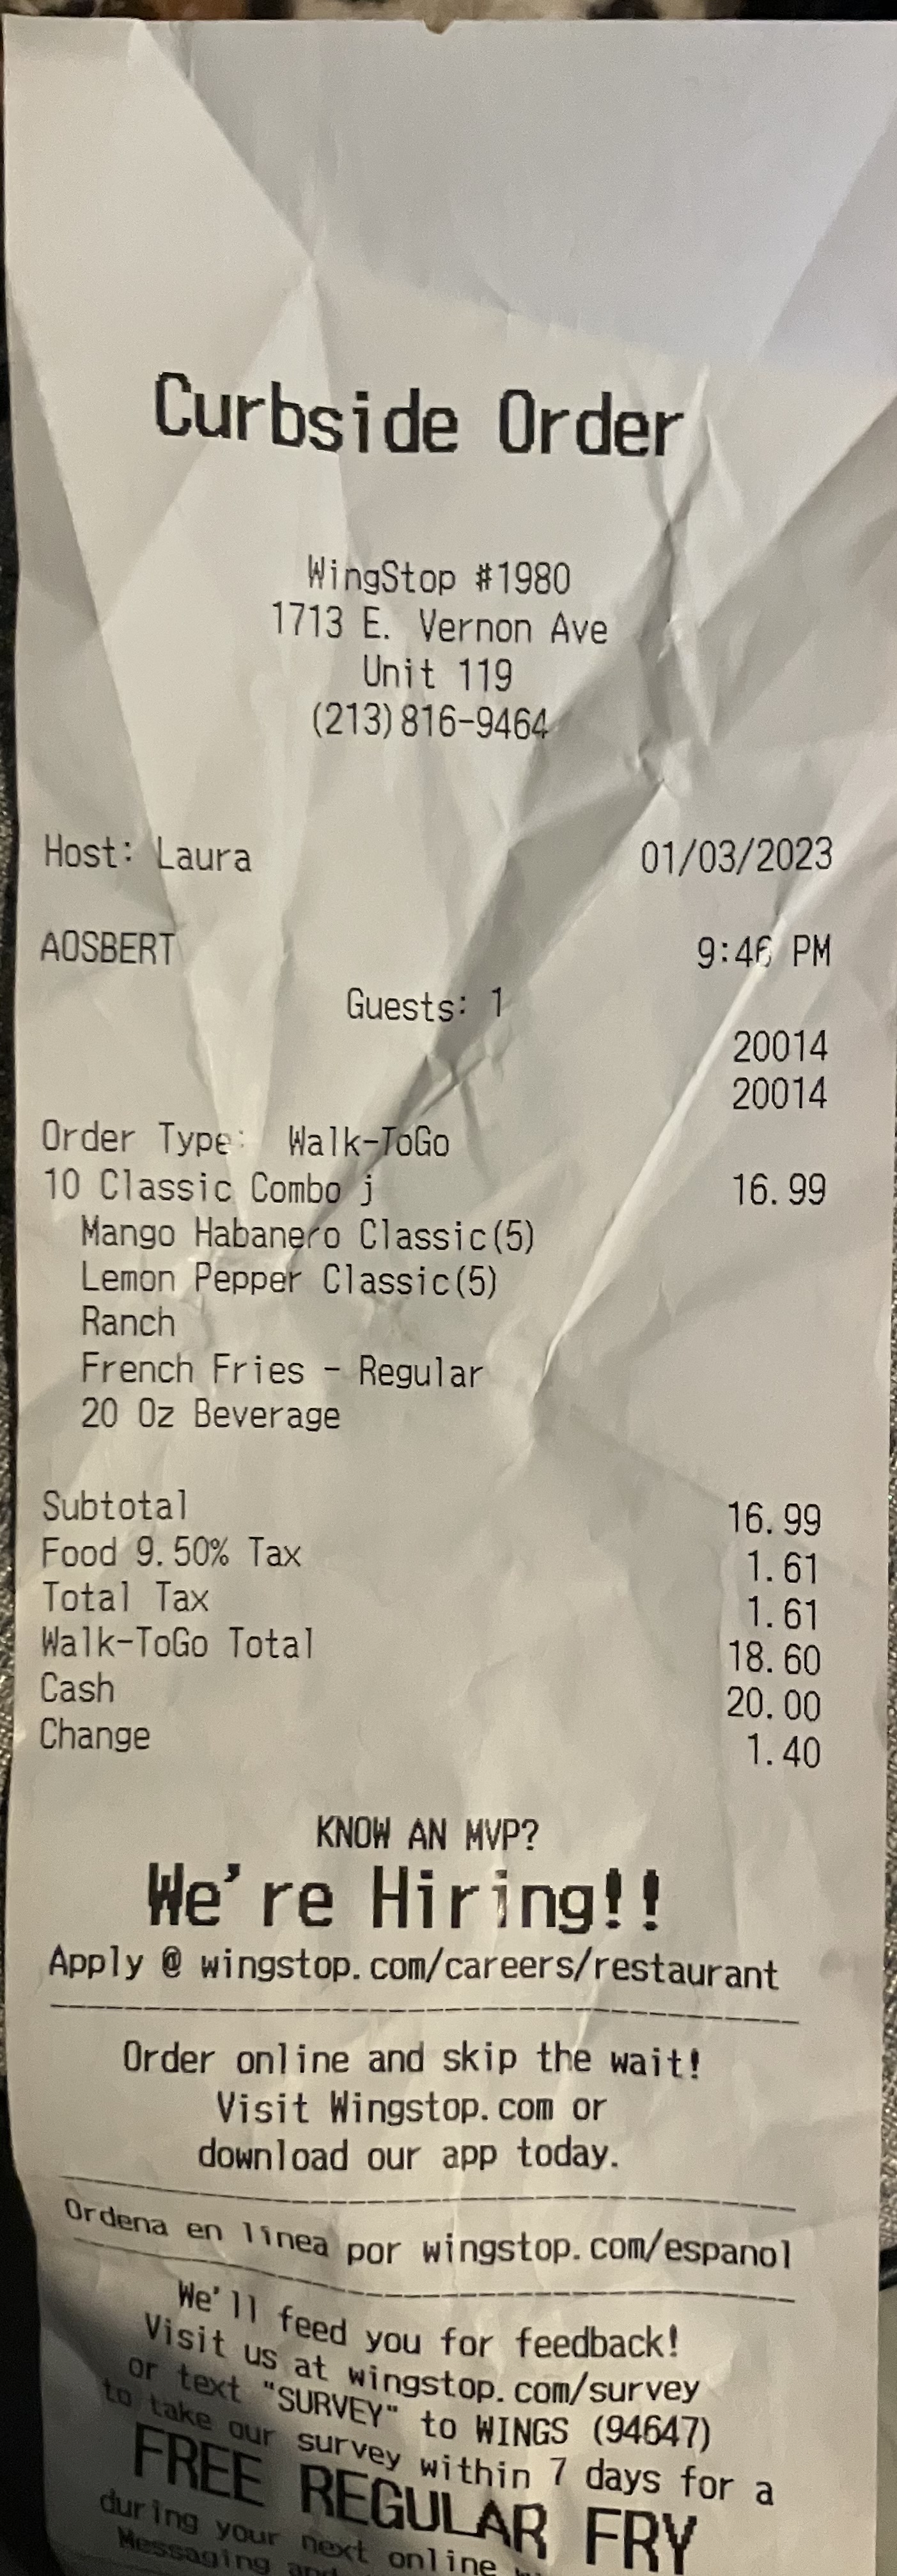 Curbside Order
WingStop #1980
1713 E. Vernon Ave
Unit 119
(213)816-9464
Host: Laura 01/03/2023
AOSBERT 9:46 PM
Guests: 1
20014
20014
Order Type: Walk-ToGo
10 Classic Combo j 16.99
Mango Habanero Classic(5)
Lemon Pepper Classic(5)
Ranch
French Fries - Regular
20 Oz Beverage
Subtotal 16.99
Food 9.50% Tax 1.61
Total Tax 1.61
Walk-ToGo Total 18.60
Cash 20.00
Change 1.40
KNOW AN MVP?
We're Hiring!!
Apply @ wingstop.com/careers/restaurant
Order online and skip the wait!
Visit Wingstop.com or
download our app today.
Ordena en linea por wingstop.com/espanol
We'll feed you for feedback!
Visit us at wingstop.com/survey
or text "SURVEY" to WINGS (94647)
to take our survey within 7 days for a
FREE REGULAR FRY
during your next online
Messaging and